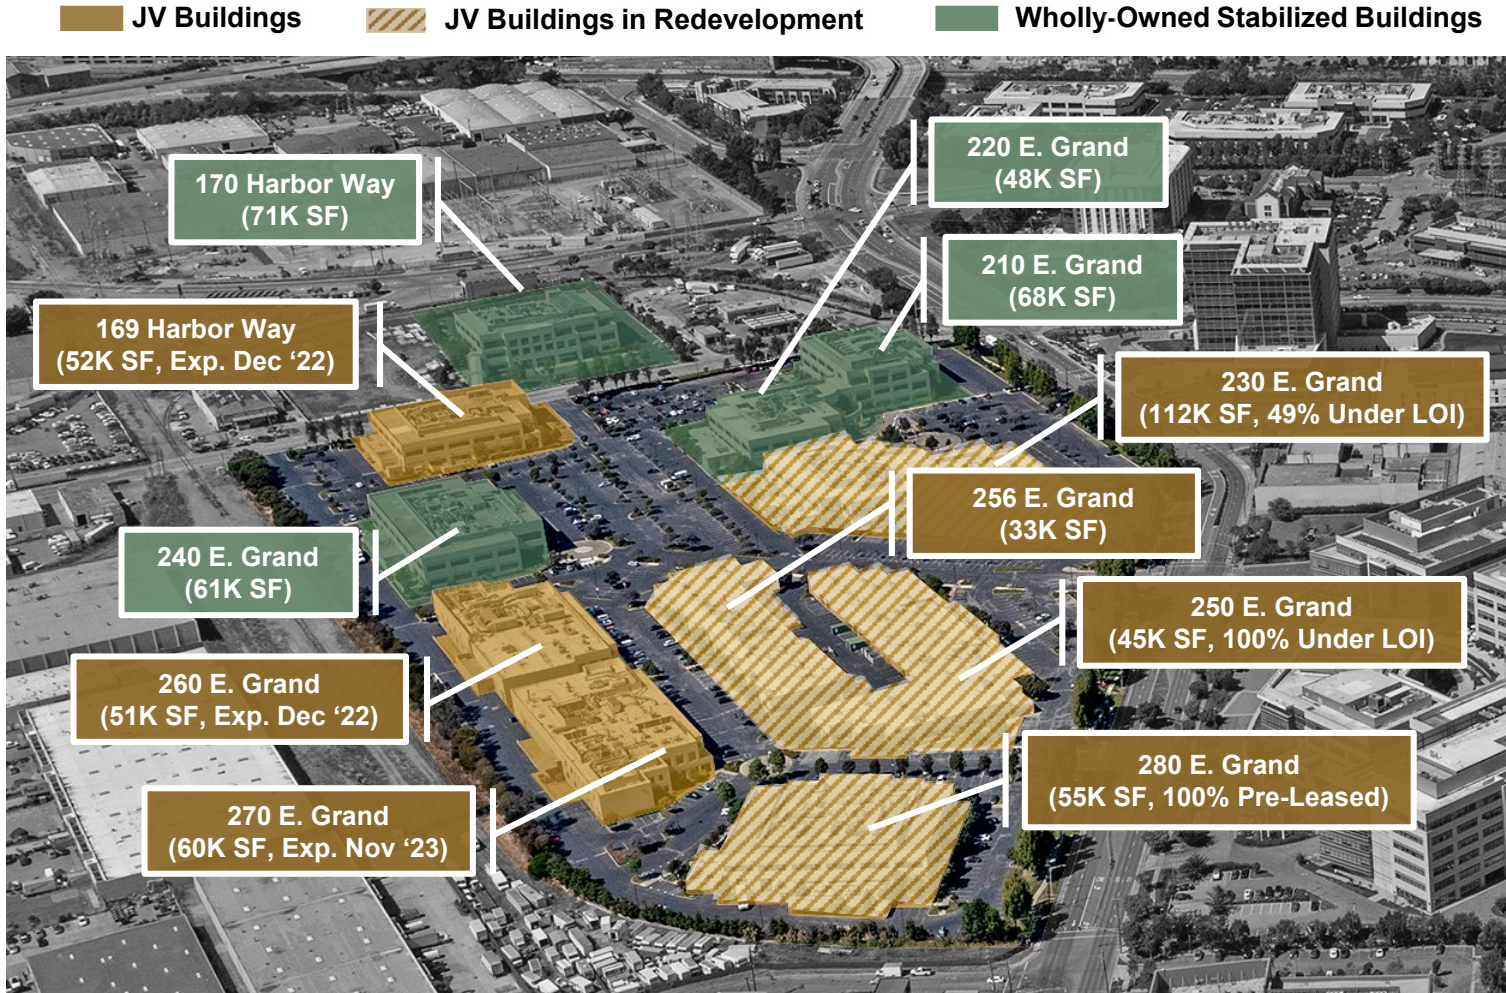 JV Buildings
JV Buildings in Redevelopment
Wholly-Owned Stabilized Buildings
220 E. Grand
(48K SF)
170 Harbor Way
(71K SF)
210 E. Grand
(68K SF)
169 Harbor Way
(52K SF, Exp. Dec ‘22)
230 E. Grand
(112K SF, 49% Under LOI)
256 E. Grand
(33K SF)
240 E. Grand
(61K SF)
250 E. Grand
(45K SF, 100% Under LOI)
260 E. Grand
(51K SF, Exp. Dec ‘22)
280 E. Grand
(55K SF, 100% Pre-Leased)
270 E. Grand
(60K SF, Exp. Nov ‘23)